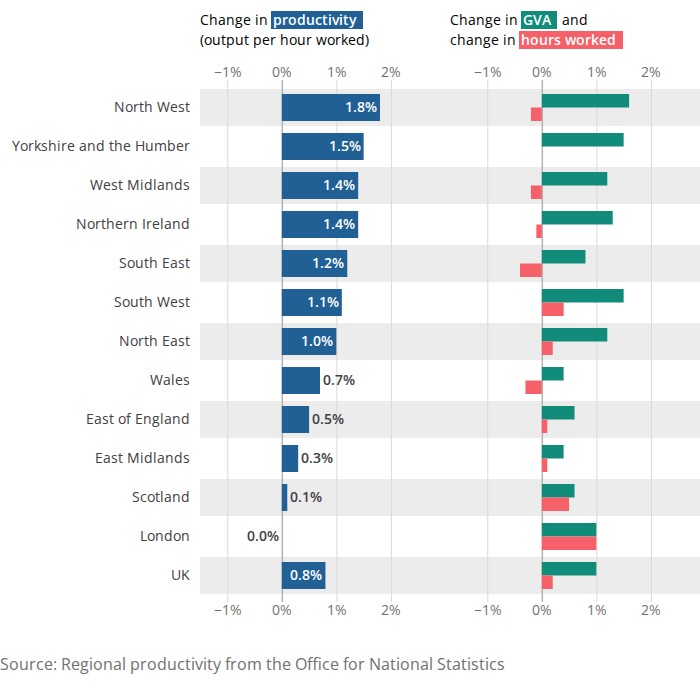 Change in productivity
(output per hour worked)
Change in GVA and
change in hours worked
−1% 0% 1% 2% −1% 0% 1% 2%
North West 1.8%
Yorkshire and the Humber 1.5%
West Midlands 1.4%
Northern Ireland 1.4%
South East 1.2%
South West 1.1%
North East 1.0%
Wales 0.7%
East of England 0.5%
East Midlands 0.3%
Scotland 0.1%
London 0.0%
UK 0.8%
−1% 0% 1% 2% −1% 0% 1% 2%
Source: Regional productivity from the Office for National Statistics